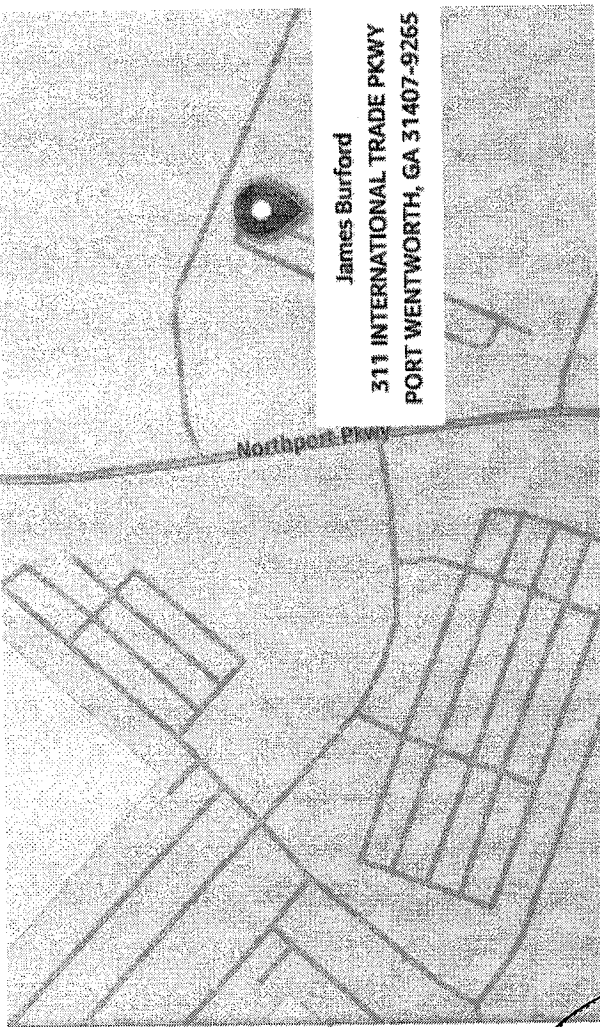 James Burford
311 INTERNATIONAL TRADE PKWY
PORT WENTWORTH, GA 31407-9265
Northport Pkwy